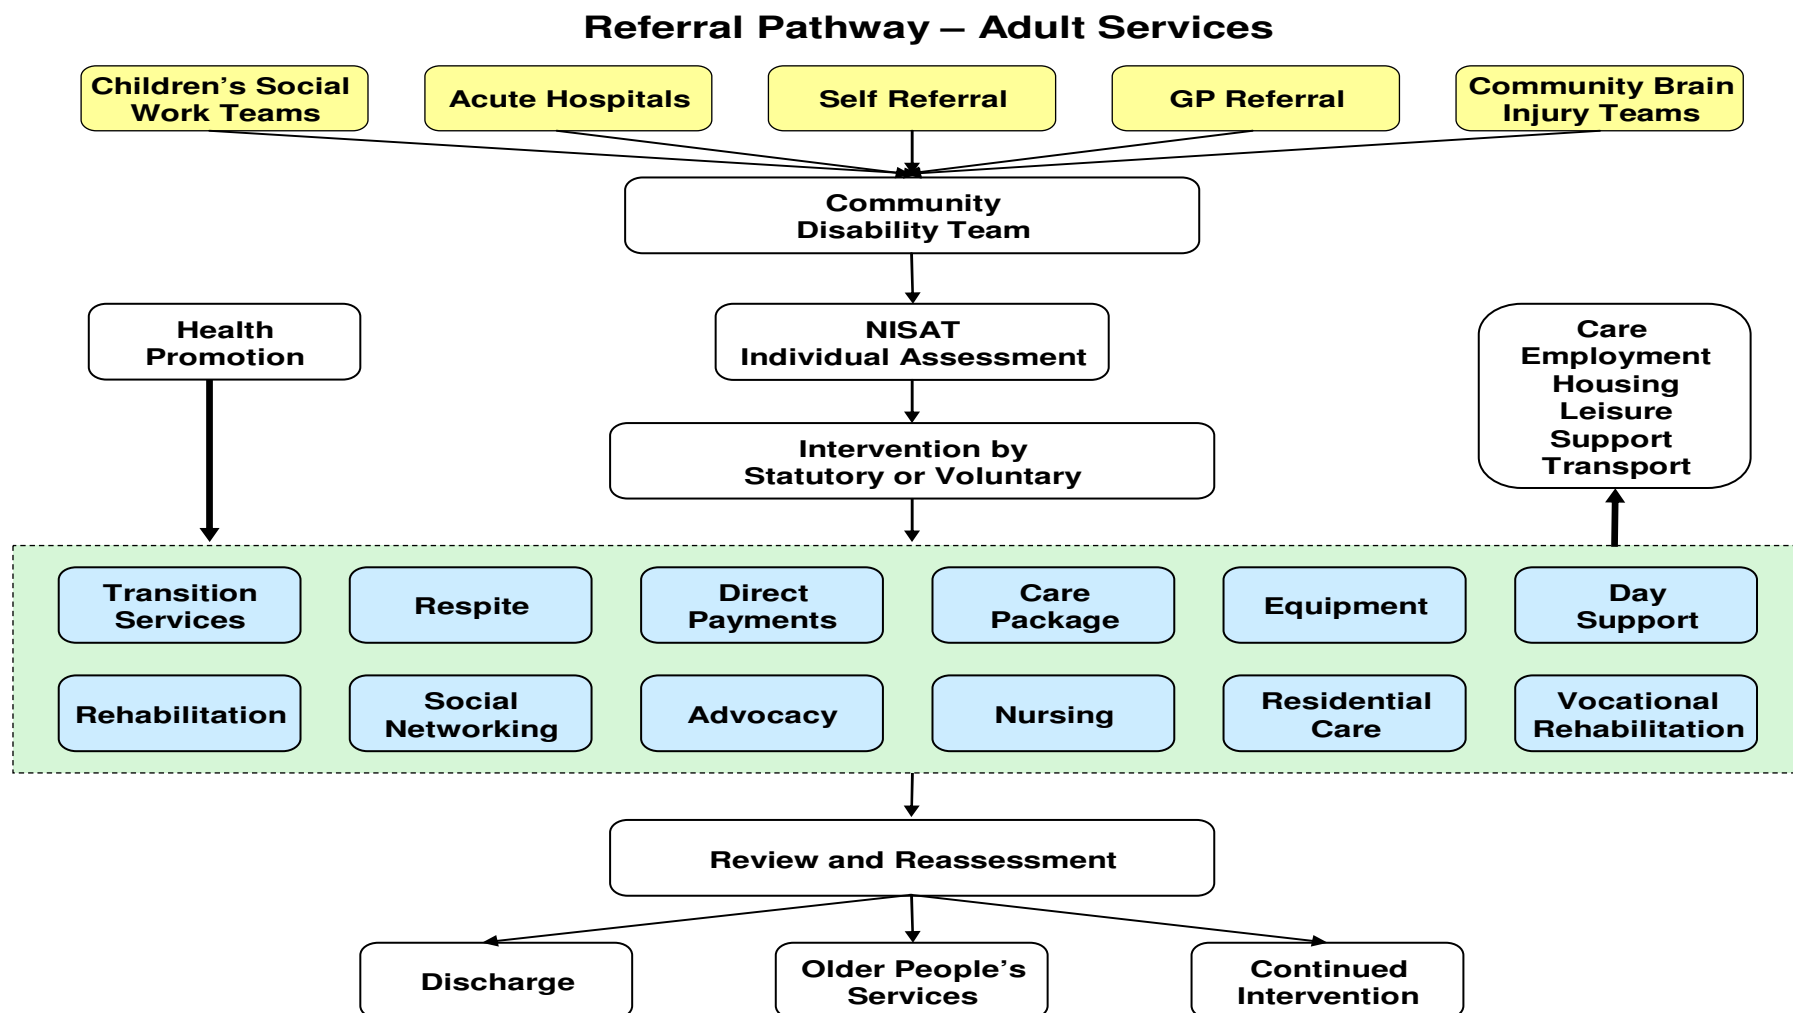 Referral Pathway – Adult Services
Children’s Social
Work Teams
Acute Hospitals
Self Referral
GP Referral
Community Brain
Injury Teams
Community
Disability Team
Health
Promotion
NISAT
Individual Assessment
Care
Employment
Housing
Leisure
Support
Transport
Intervention by
Statutory or Voluntary
Transition
Services
Respite
Direct
Payments
Care
Package
Equipment
Day
Support
Rehabilitation
Social
Networking
Advocacy
Nursing
Residential
Care
Vocational
Rehabilitation
Review and Reassessment
Discharge
Older People’s
Services
Continued
Intervention